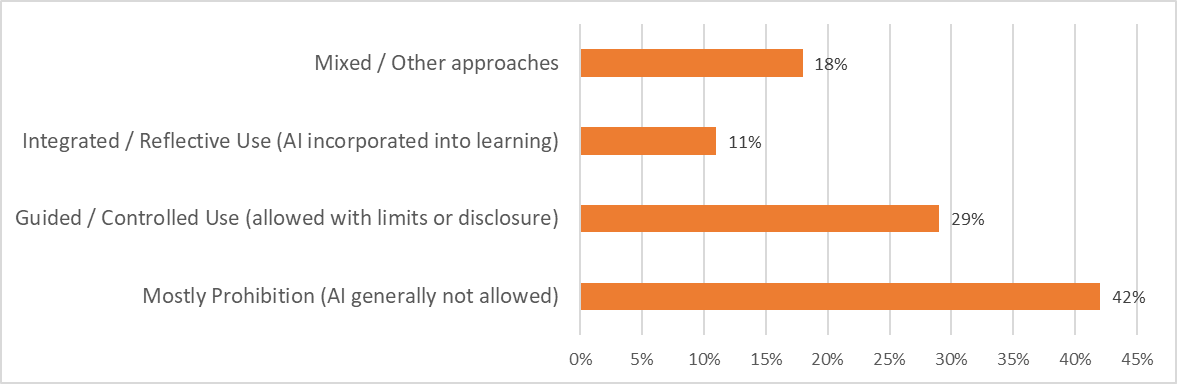 Mixed / Other approaches
18%
Integrated / Reflective Use (AI incorporated into learning)
11%
Guided / Controlled Use (allowed with limits or disclosure)
29%
Mostly Prohibition (AI generally not allowed)
42%
0% 5% 10% 15% 20% 25% 30% 35% 40% 45%